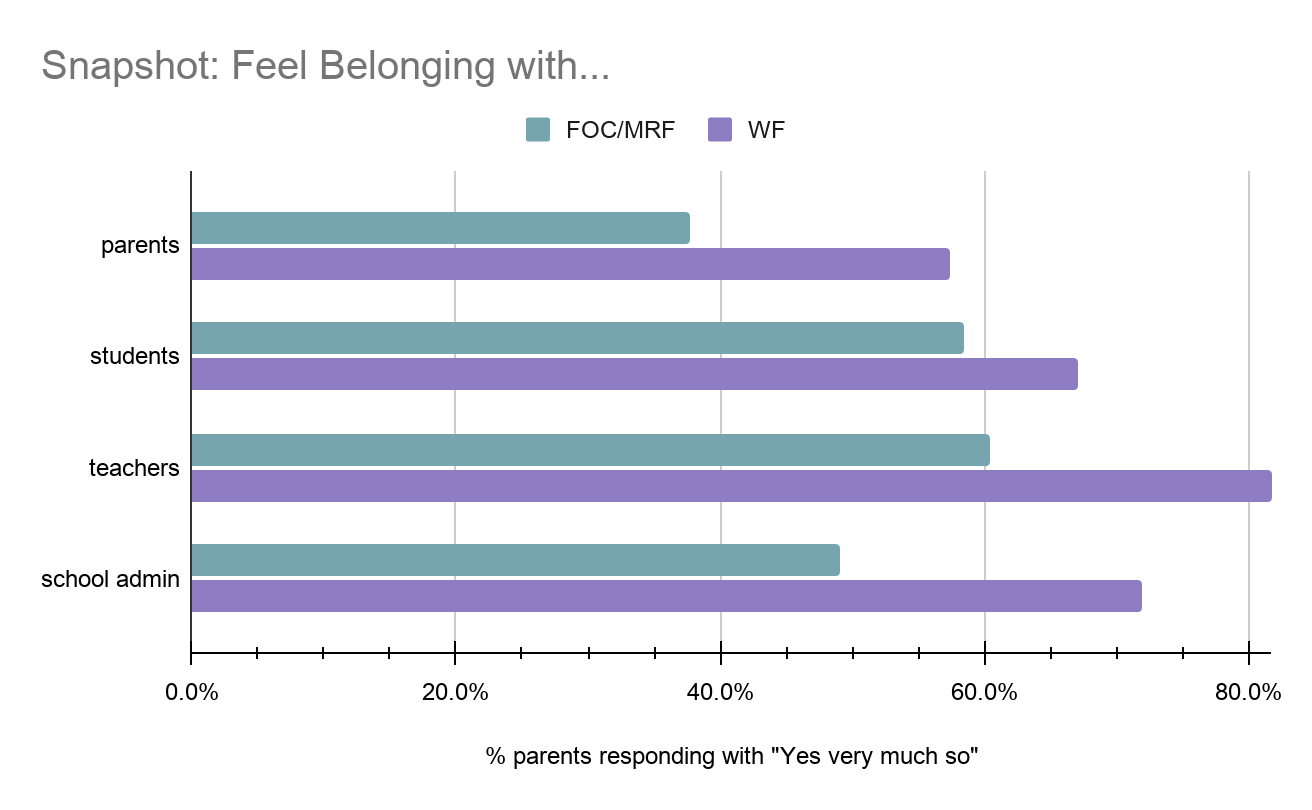 Snapshot: Feel Belonging with...
FOC/MRF WF
parents
students
teachers
school admin
0.0% 20.0% 40.0% 60.0% 80.0%
% parents responding with "Yes very much so"